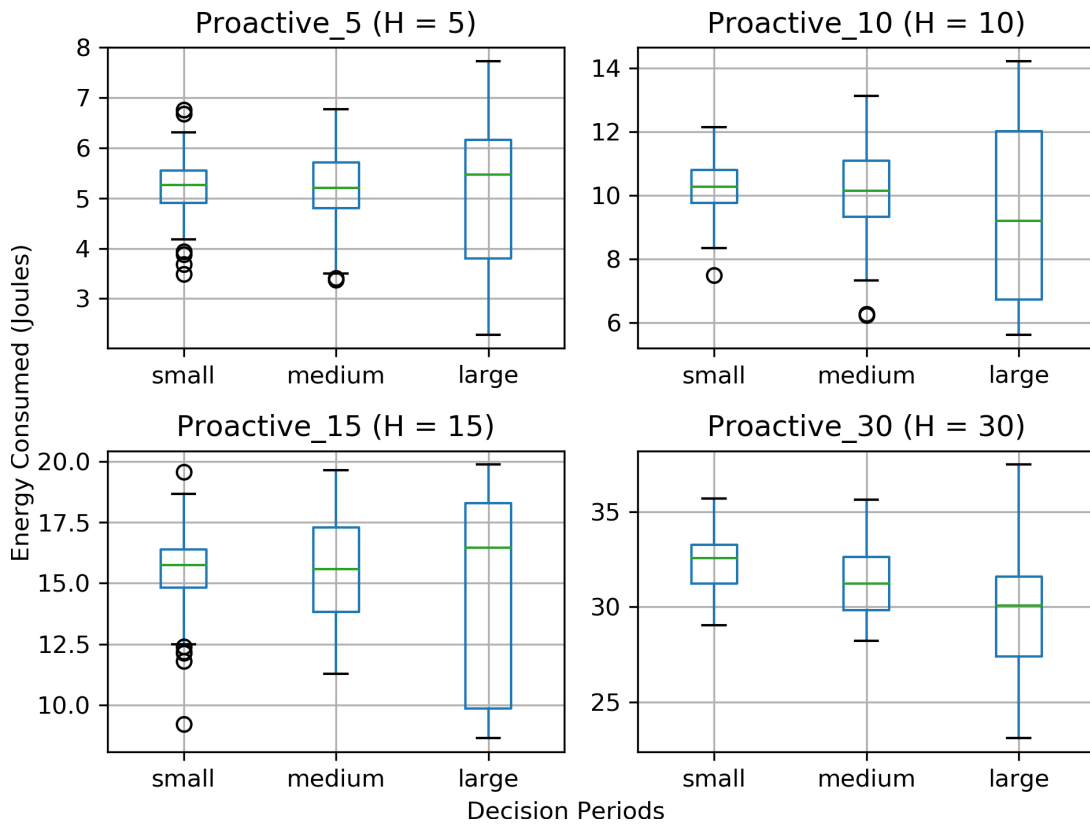 Proactive_5 (H = 5)
8
7
6
5
4
3
small medium large
Proactive_10 (H = 10)
14
12
10
8
6
small medium large
Energy Consumed (Joules)
Proactive_15 (H = 15)
20.0
17.5
15.0
12.5
10.0
small medium large
Proactive_30 (H = 30)
35
30
25
small medium large
Decision Periods